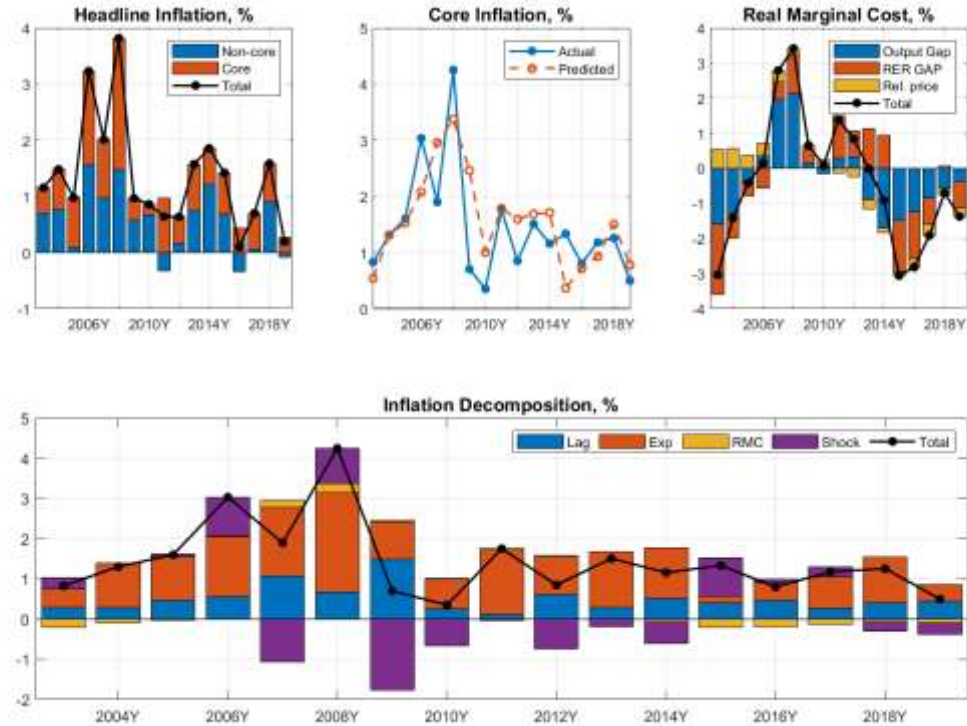 Headline Inflation, %
4
3
2
1
0
-1
Non-core
Core
Total
2006Y 2010Y 2014Y 2018Y
Core Inflation, %
5
4
3
2
1
0
Actual
Predicted
2006Y 2010Y 2014Y 2018Y
Real Marginal Cost, %
4
3
2
1
0
-1
-2
-3
-4
Output Gap
RER GAP
Rel. price
Total
2006Y 2010Y 2014Y 2018Y
Inflation Decomposition, %
Lag Exp RMC Shock Total
5
4
3
2
1
0
-1
-2
2004Y 2006Y 2008Y 2010Y 2012Y 2014Y 2016Y 2018Y